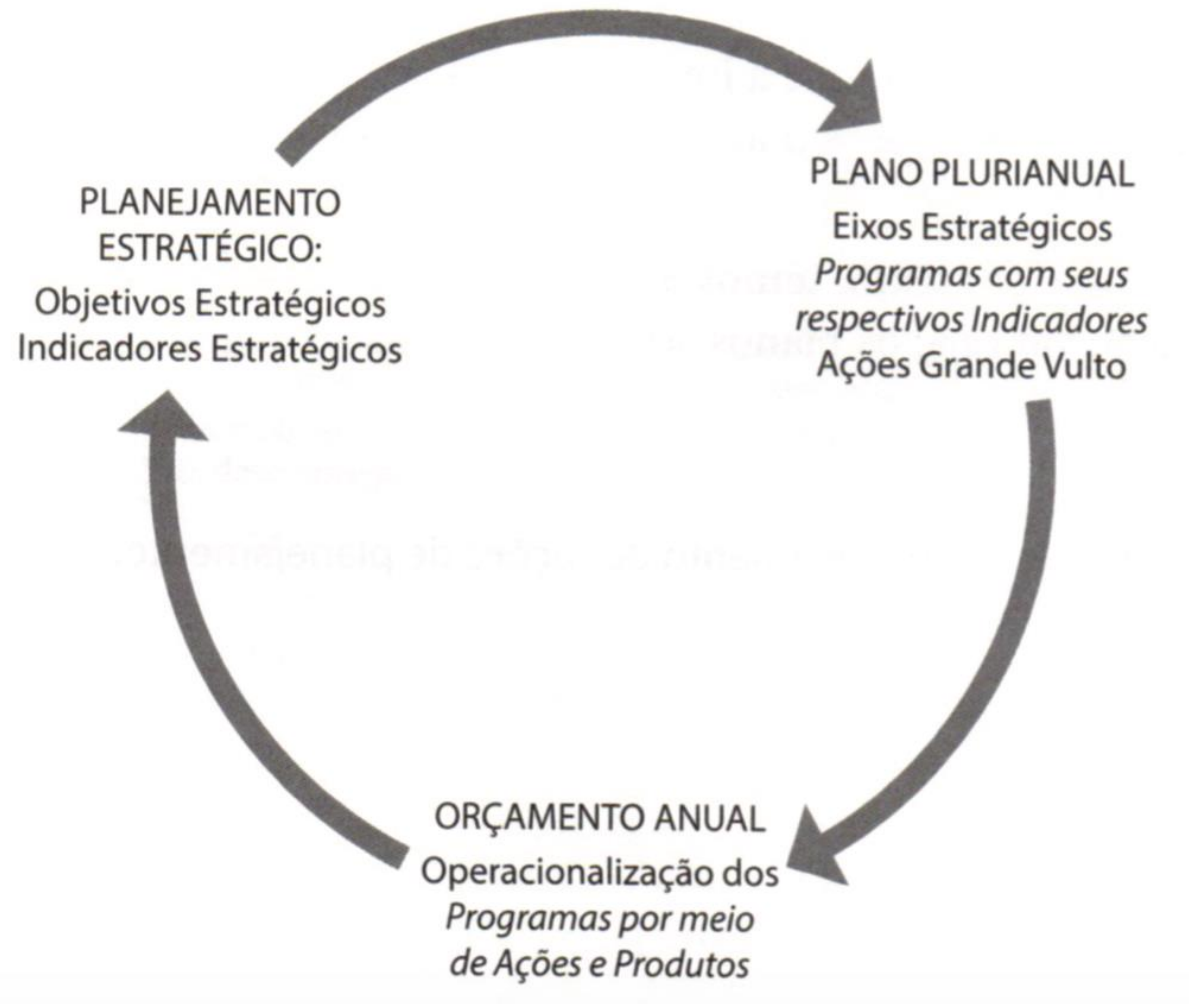 PLANEJAMENTO
ESTRATÉGICO:
Objetivos Estratégicos
Indicadores Estratégicos
PLANO PLURIANUAL
Eixos Estratégicos
Programas com seus
respectivos Indicadores
Ações Grande Vulto
ORÇAMENTO ANUAL
Operacionalização dos
Programas por meio
de Ações e Produtos